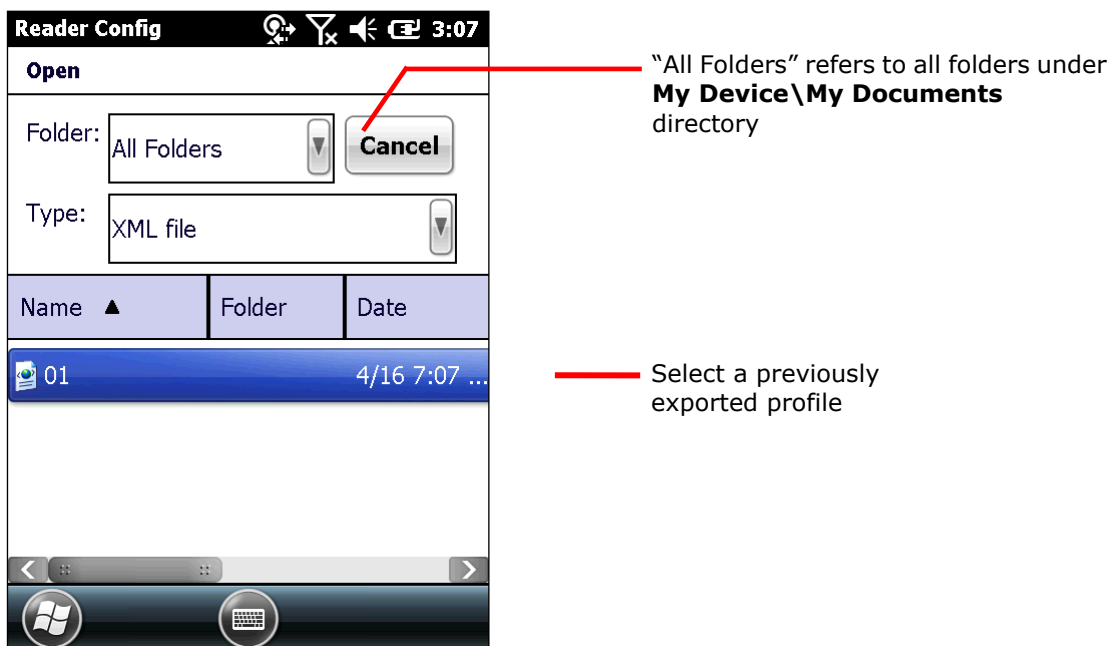 Reader Config 3:07
Open
Folder: All Folders Cancel
Type: XML file
Name ▲ Folder Date
01 4/16 7:07 ...
“All Folders” refers to all folders under
My Device\My Documents
directory
Select a previously
exported profile